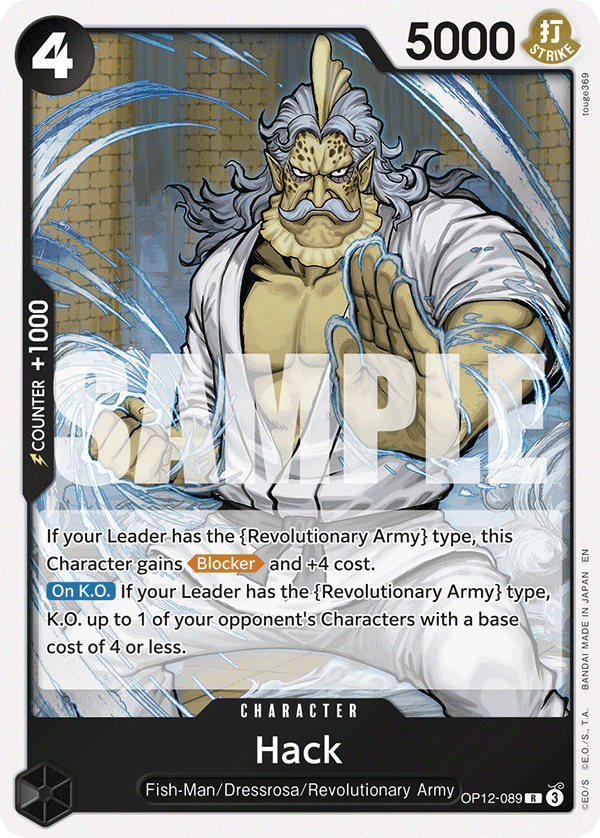 4
5000
打
STRIKE
touge369
COUNTER +1000
SAMPLE
If your Leader has the {Revolutionary Army} type, this
Character gains Blocker and +4 cost.
On K.O. If your Leader has the {Revolutionary Army} type,
K.O. up to 1 of your opponent's Characters with a base
cost of 4 or less.
©EO/S ©E.O./S., T.A. BANDAI MADE IN JAPAN EN
CHARACTER
Hack
Fish-Man/Dressrosa/Revolutionary Army
OP12-089 R 3